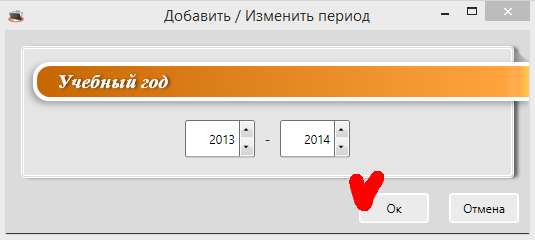 Добавить / Изменить период
Учебный год
2013 - 2014
Ок Отмена